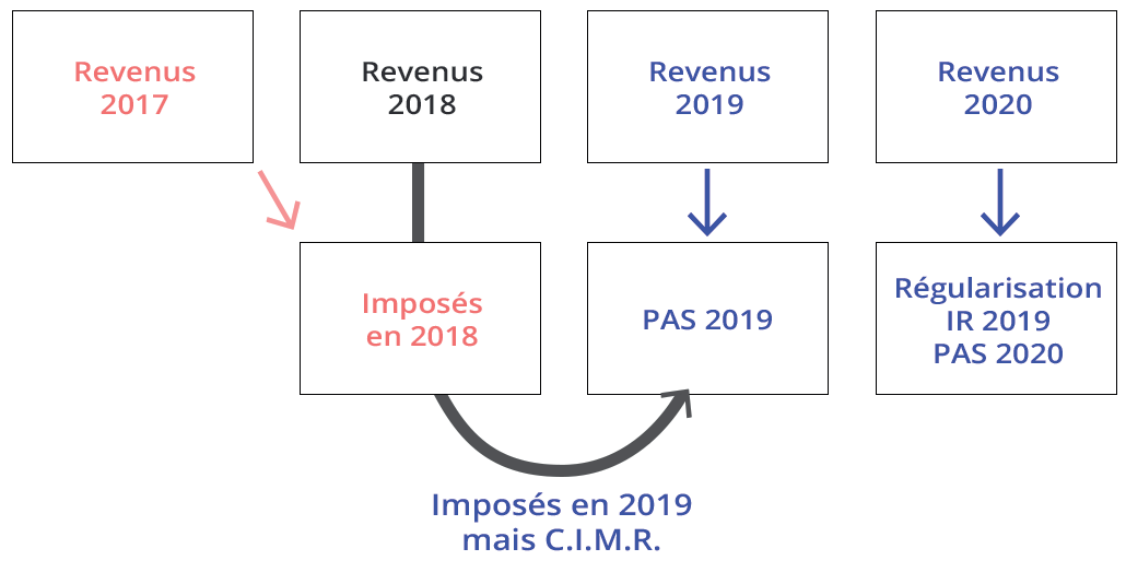 Revenus
2017
Revenus
2018
Revenus
2019
Revenus
2020
Imposés
en 2018
PAS 2019
Régularisation
IR 2019
PAS 2020
Imposés en 2019
mais C.I.M.R.